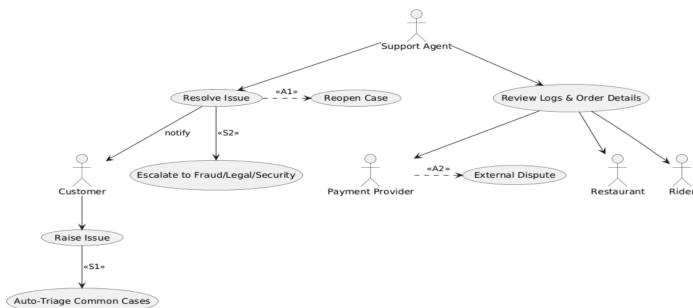 Support Agent
Resolve Issue
«A1»
Reopen Case
Review Logs & Order Details
notify
«S2»
Customer
Escalate to Fraud/Legal/Security
Payment Provider
«A2»
External Dispute
Restaurant
Rider
Raise Issue
«S1»
Auto-Triage Common Cases